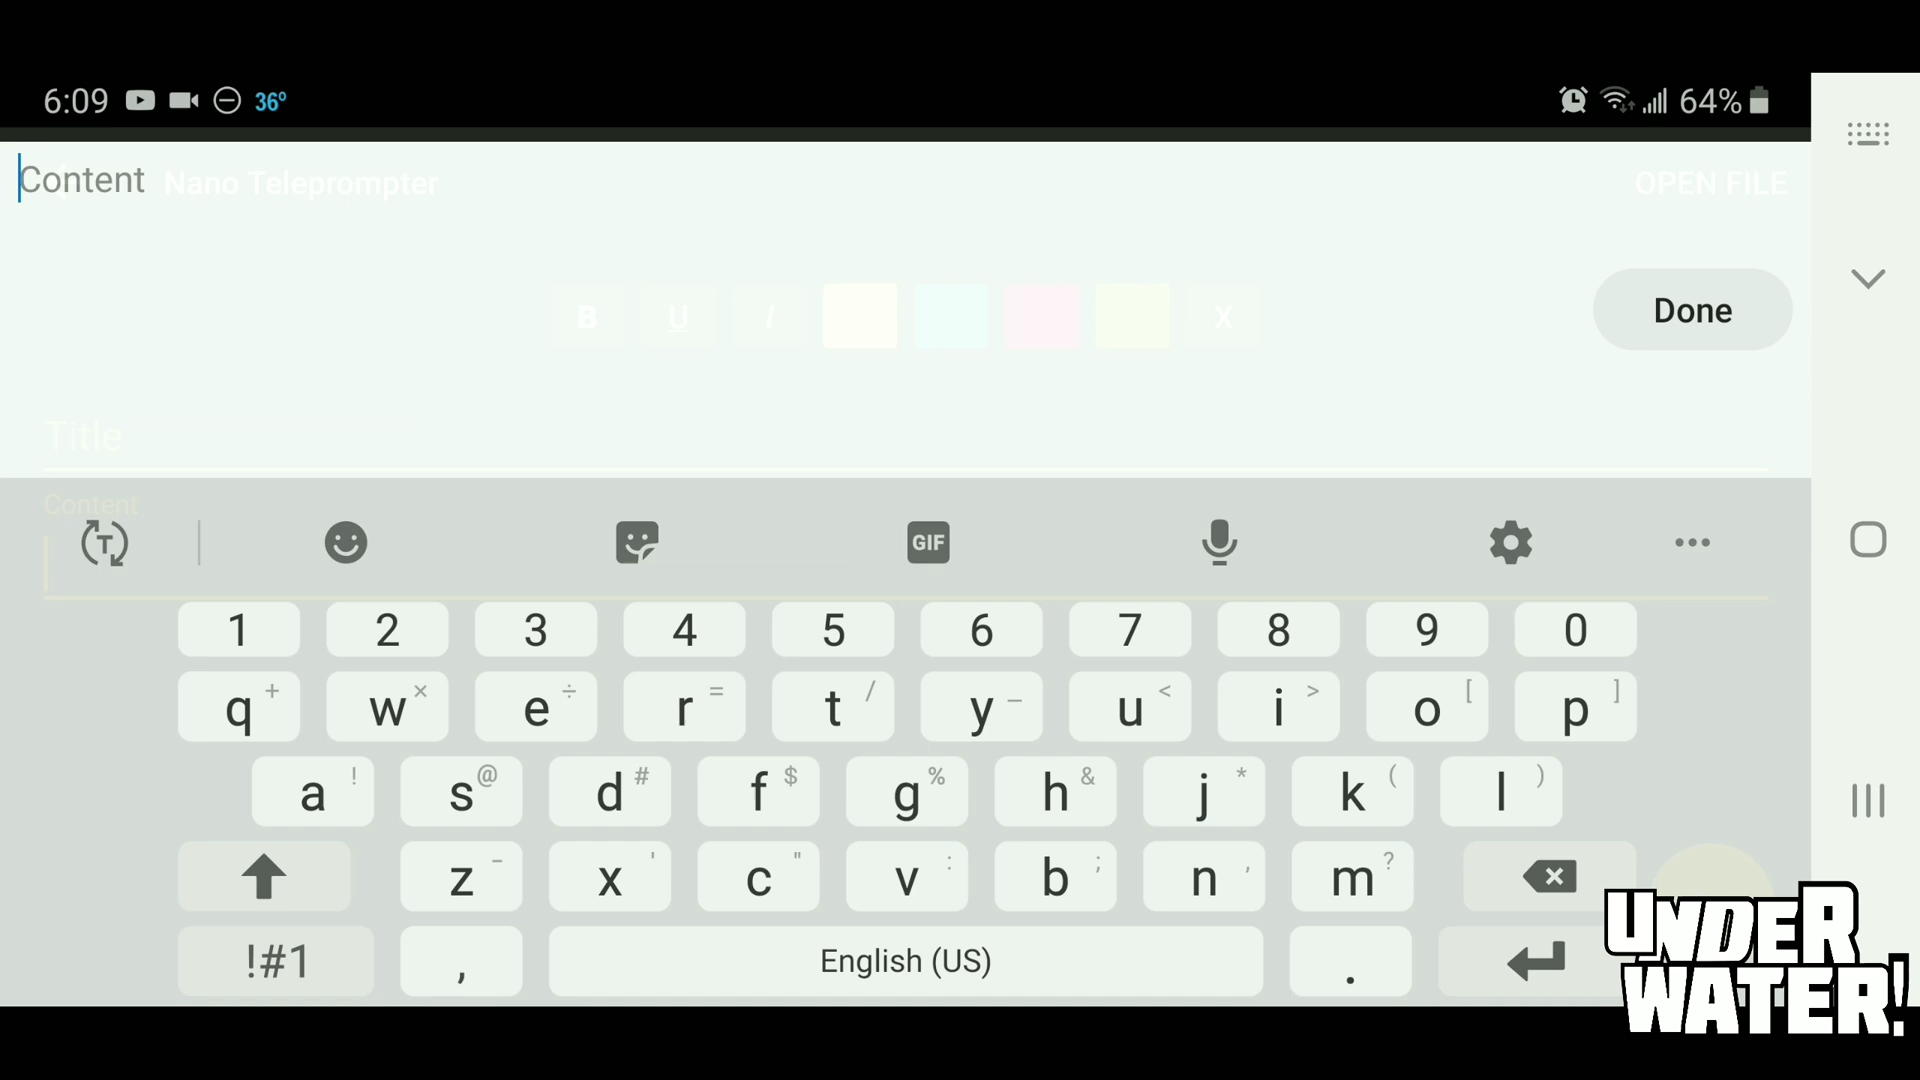 6:09 36° 64%
Content Nano Teleprompter OPEN FILE
B U I X
Done
Title
Content
T GIF
1 2 3 4 5 6 7 8 9 0
q + w × e ÷ r = t / y _ u < i > o [ p ]
a ! s @ d # f $ g % h & j * k ( l )
z - x ' c " v : b ; n , m ?
!#1 , English (US) .
UNDER
WATER!